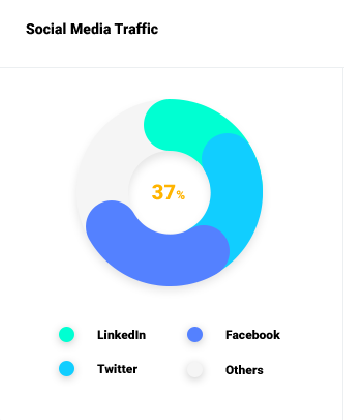 Social Media Traffic
37%
LinkedIn
Facebook
Twitter
Others